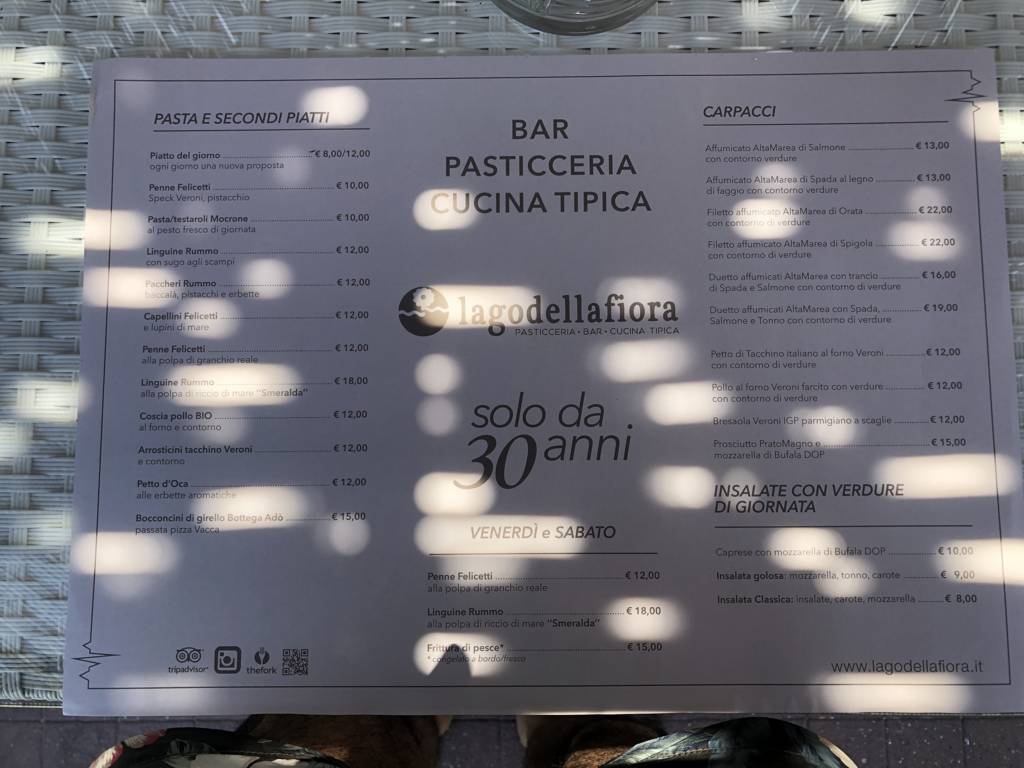 PASTA E SECONDI PIATTI
Piatto del giorno € 8,00/12,00
ogni giorno una nuova proposta
Penne Felicetti € 10,00
Speck Veroni, pistacchio
Pasta/testaroli Mocrone € 10,00
al pesto fresco di giornata
Linguine Rummo € 12,00
con sugo agli scampi
Paccheri Rummo € 12,00
baccalà, pistacchi e erbette
Capellini Felicetti € 12,00
e lupini di mare
Penne Felicetti € 12,00
alla polpa di granchio reale
Linguine Rummo € 18,00
alla polpa di riccio di mare "Smeralda"
Coscia pollo BIO € 12,00
al forno e contorno
Arrosticini tacchino Veroni € 12,00
e contorno
Petto d'Oca € 12,00
alle erbette aromatiche
Bocconcini di girello Bottega Adò € 15,00
passata pizza Vacca
tripadvisor
thefork
BAR
PASTICCERIA
CUCINA TIPICA
lagodellafiora
PASTICCERIA • BAR • CUCINA TIPICA
solo da
30 anni
VENERDÌ e SABATO
Penne Felicetti € 12,00
alla polpa di granchio reale
Linguine Rummo € 18,00
alla polpa di riccio di mare "Smeralda"
Frittura di pesce* € 15,00
* congelato a bordo/fresco
CARPACCI
Affumicato AltaMarea di Salmone € 13,00
con contorno verdure
Affumicato AltaMarea di Spada al legno € 13,00
di faggio con contorno verdure
Filetto affumicato AltaMarea di Orata € 22,00
con contorno di verdure
Filetto affumicato AltaMarea di Spigola € 22,00
con contorno di verdure
Duetto affumicati AltaMarea con trancio € 16,00
di Spada e Salmone con contorno di verdure
Duetto affumicati AltaMarea con Spada, € 19,00
Salmone e Tonno con contorno di verdure
Petto di Tacchino italiano al forno Veroni € 12,00
con contorno di verdure
Pollo al forno Veroni farcito con verdure € 12,00
con contorno di verdure
Bresaola Veroni IGP parmigiano a scaglie € 12,00
Prosciutto PratoMagno e € 15,00
mozzarella di Bufala DOP
INSALATE CON VERDURE
DI GIORNATA
Caprese con mozzarella di Bufala DOP € 10,00
Insalata golosa: mozzarella, tonno, carote € 9,00
Insalata Classica: insalate, carote, mozzarella € 8,00
www.lagodellafiora.it